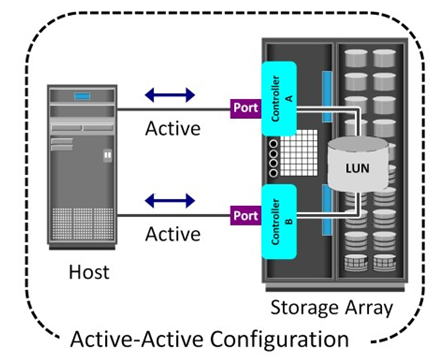 Port
Controller
A
Active
LUN
Active
Port
Controller
B
Host
Storage Array
Active-Active Configuration